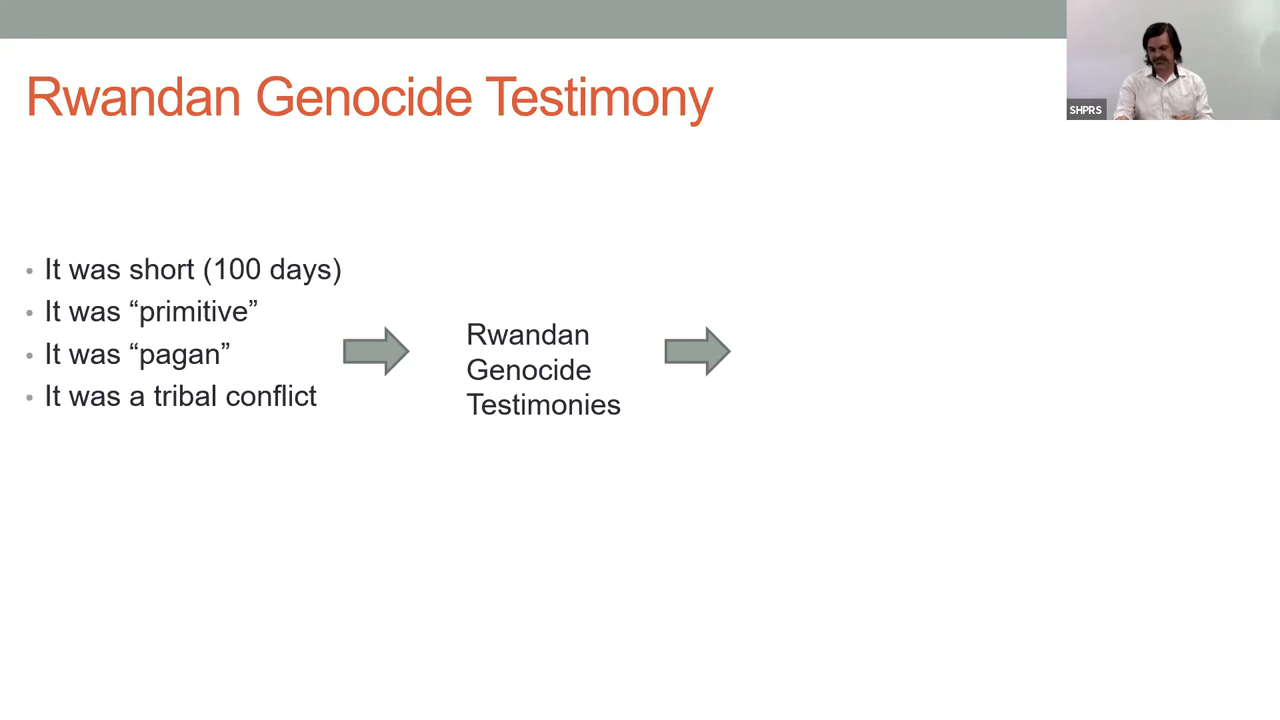 Rwandan Genocide Testimony
SHPRS
• It was short (100 days)
• It was “primitive”
• It was “pagan”
• It was a tribal conflict
Rwandan
Genocide
Testimonies